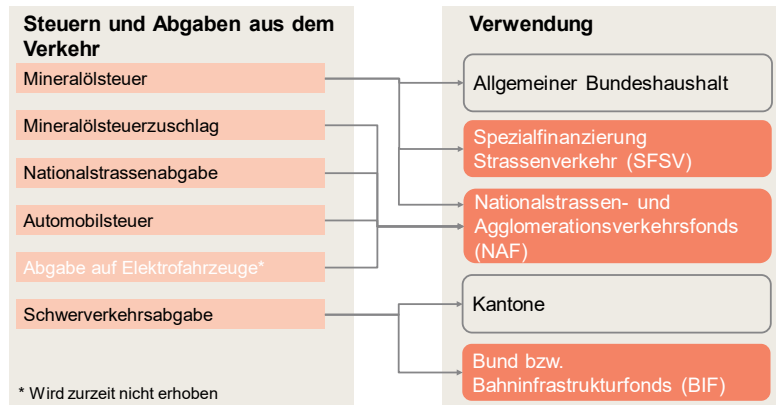 Steuern und Abgaben aus dem
Verkehr
Mineralölsteuer
Mineralölsteuerzuschlag
Nationalstrassenabgabe
Automobilsteuer
Abgabe auf Elektrofahrzeuge*
Schwerverkehrsabgabe
* Wird zurzeit nicht erhoben
Verwendung
Allgemeiner Bundeshaushalt
Spezialfinanzierung
Strassenverkehr (SFSV)
Nationalstrassen- und
Agglomerationsverkehrsfonds
(NAF)
Kantone
Bund bzw.
Bahninfrastrukturfonds (BIF)